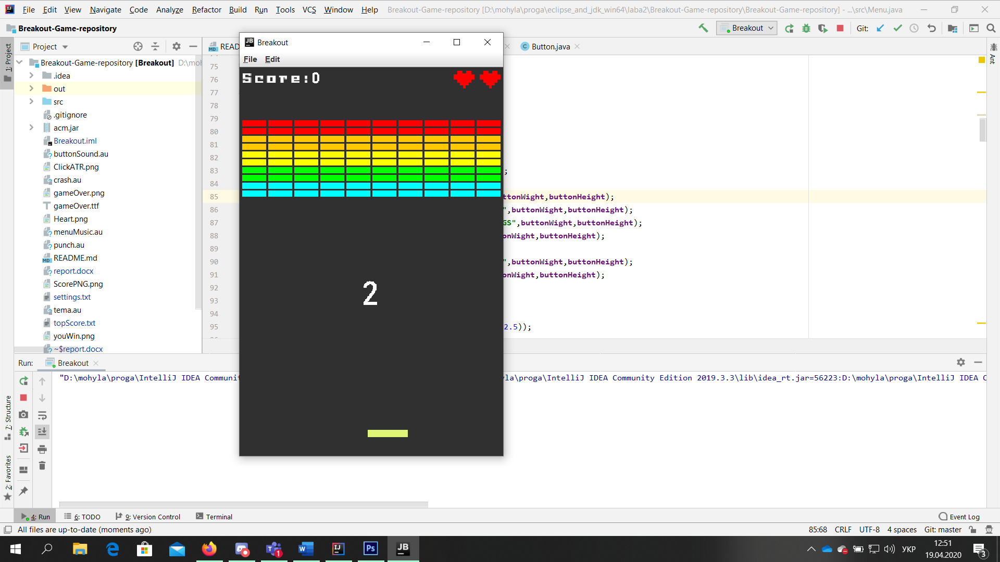 File Edit View Navigate Code Analyze Refactor Build Run Tools VCS Window Help Breakout-Game-repository [D:\mohyla\proga\eclipse_and_jdk_win64\laba2\Breakout-Game-repository\Breakout-Game-repository] - ...\src\Menu.java
Breakout-Game-repository
Breakout
Git:
1: Project
Project
READ
Button.java
Ant
Breakout-Game-repository [Breakout] D:\moh
.idea
out
src
.gitignore
acm.jar
Breakout.iml
buttonSound.au
ClickATR.png
crash.au
gameOver.png
gameOver.ttf
Heart.png
menuMusic.au
punch.au
README.md
report.docx
ScorePNG.png
settings.txt
tema.au
topScore.txt
youWin.png
~$report.docx
75
76
77
78
79
80
81
82
83 ;
84
85 ttonWight,buttonHeight);
86 ",buttonWight,buttonHeight);
87 GS",buttonWight,buttonHeight);
88 onWight,buttonHeight);
89
90 ",buttonWight,buttonHeight);
91 onWight,buttonHeight);
92
93
94
95 2.5));
JB Breakout
File Edit
Score:0
2
Run: Breakout
"D:\mohyla\proga\IntelliJ IDEA Communit
yla\proga\IntelliJ IDEA Community Edition 2019.3.3\lib\idea_rt.jar=56223:D:\mohyla\proga\IntelliJ IDEA C
7: Structure
2: Favorites
4: Run 6: TODO 9: Version Control Terminal Event Log
All files are up-to-date (moments ago) 85:68 CRLF UTF-8 4 spaces Git: master
1 W IJ Ps JB УКР 12:51
19.04.2020 3